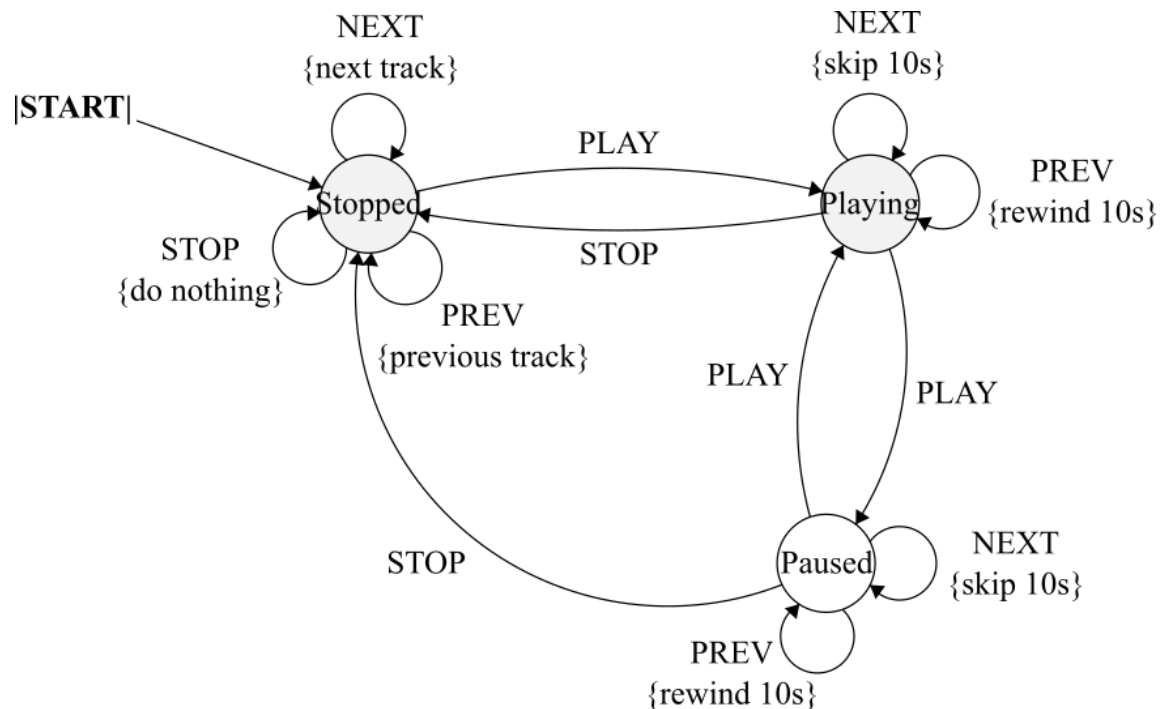 NEXT
{next track}
NEXT
{skip 10s}
|START|
PLAY
Stopped
Playing
PREV
{rewind 10s}
STOP
{do nothing}
STOP
PREV
{previous track}
PLAY
PLAY
STOP
Paused
NEXT
{skip 10s}
PREV
{rewind 10s}